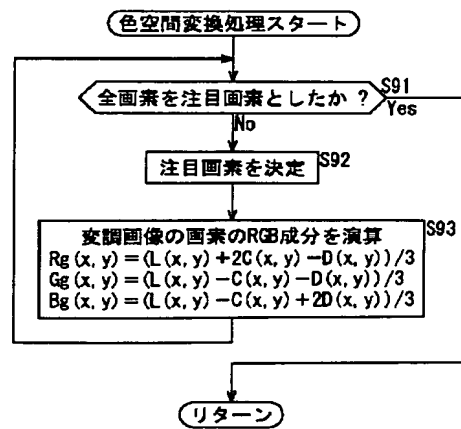 色空間変換処理スタート
全画素を注目画素としたか ?
S91
Yes
No
注目画素を決定
S92
変調画像の画素のRGB成分を演算
S93
Rg(x, y)=(L(x, y)+2C(x, y)−D(x, y))/3
Gg(x, y)=(L(x, y)−C(x, y)−D(x, y))/3
Bg(x, y)=(L(x, y)−C(x, y)+2D(x, y))/3
リターン